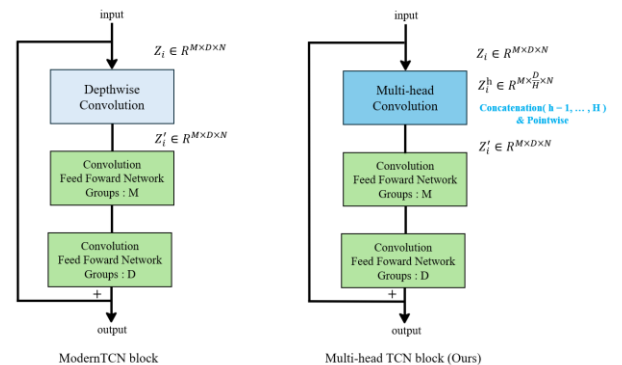 input
Z_i ∈ R^{M×D×N}
Depthwise
Convolution
Z'_i ∈ R^{M×D×N}
Convolution
Feed Foward Network
Groups : M
Convolution
Feed Foward Network
Groups : D
+
output
ModernTCN block
input
Z_i ∈ R^{M×D×N}
Multi-head
Convolution
Z_i^h ∈ R^{M×\frac{D}{H}×N}
Concatenation( h − 1, ... , H )
& Pointwise
Z'_i ∈ R^{M×D×N}
Convolution
Feed Foward Network
Groups : M
Convolution
Feed Foward Network
Groups : D
+
output
Multi-head TCN block (Ours)